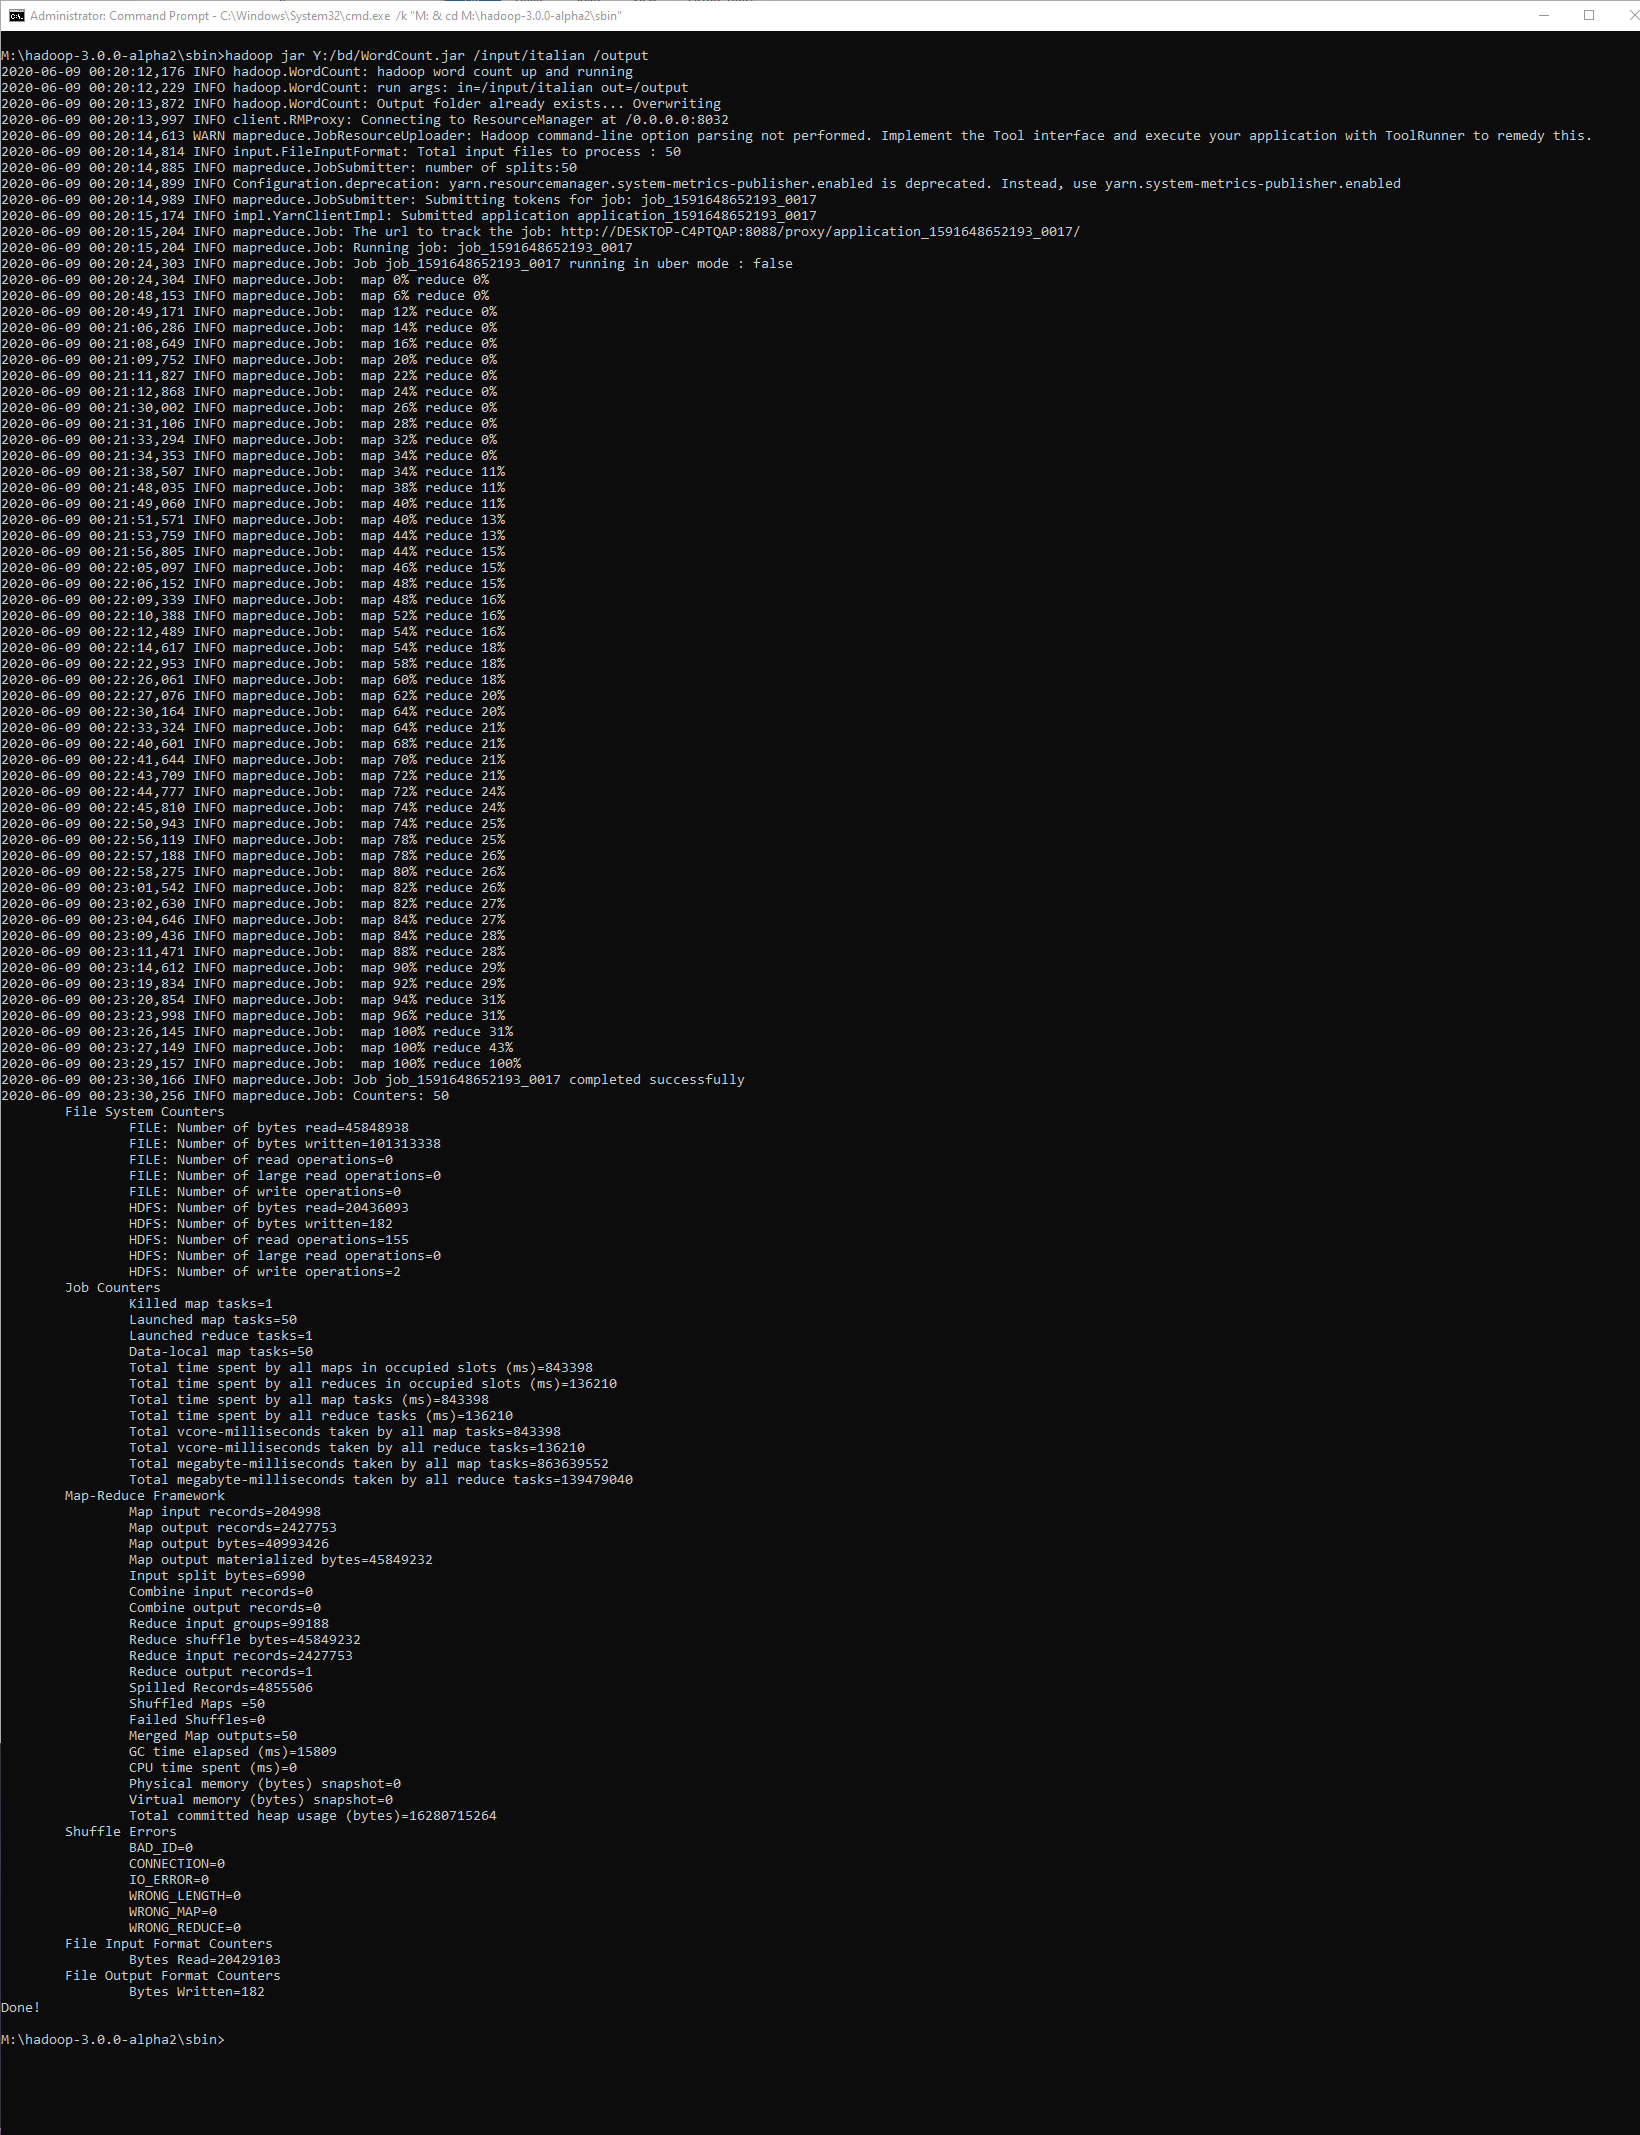 Administrator: Command Prompt - C:\Windows\System32\cmd.exe /k "M: & cd M:\hadoop-3.0.0-alpha2\sbin"
M:\hadoop-3.0.0-alpha2\sbin>hadoop jar Y:/bd/WordCount.jar /input/italian /output
2020-06-09 00:20:12,176 INFO hadoop.WordCount: hadoop word count up and running
2020-06-09 00:20:12,229 INFO hadoop.WordCount: run args: in=/input/italian out=/output
2020-06-09 00:20:13,872 INFO hadoop.WordCount: Output folder already exists... Overwriting
2020-06-09 00:20:13,997 INFO client.RMProxy: Connecting to ResourceManager at /0.0.0.0:8032
2020-06-09 00:20:14,613 WARN mapreduce.JobResourceUploader: Hadoop command-line option parsing not performed. Implement the Tool interface and execute your application with ToolRunner to remedy this.
2020-06-09 00:20:14,814 INFO input.FileInputFormat: Total input files to process : 50
2020-06-09 00:20:14,885 INFO mapreduce.JobSubmitter: number of splits:50
2020-06-09 00:20:14,899 INFO Configuration.deprecation: yarn.resourcemanager.system-metrics-publisher.enabled is deprecated. Instead, use yarn.system-metrics-publisher.enabled
2020-06-09 00:20:14,989 INFO mapreduce.JobSubmitter: Submitting tokens for job: job_1591648652193_0017
2020-06-09 00:20:15,174 INFO impl.YarnClientImpl: Submitted application application_1591648652193_0017
2020-06-09 00:20:15,204 INFO mapreduce.Job: The url to track the job: http://DESKTOP-C4PTQAP:8088/proxy/application_1591648652193_0017/
2020-06-09 00:20:15,204 INFO mapreduce.Job: Running job: job_1591648652193_0017
2020-06-09 00:20:24,303 INFO mapreduce.Job: Job job_1591648652193_0017 running in uber mode : false
2020-06-09 00:20:24,304 INFO mapreduce.Job:  map 0% reduce 0%
2020-06-09 00:20:48,153 INFO mapreduce.Job:  map 6% reduce 0%
2020-06-09 00:20:49,171 INFO mapreduce.Job:  map 12% reduce 0%
2020-06-09 00:21:06,286 INFO mapreduce.Job:  map 14% reduce 0%
2020-06-09 00:21:08,649 INFO mapreduce.Job:  map 16% reduce 0%
2020-06-09 00:21:09,752 INFO mapreduce.Job:  map 20% reduce 0%
2020-06-09 00:21:11,827 INFO mapreduce.Job:  map 22% reduce 0%
2020-06-09 00:21:12,868 INFO mapreduce.Job:  map 24% reduce 0%
2020-06-09 00:21:30,002 INFO mapreduce.Job:  map 26% reduce 0%
2020-06-09 00:21:31,106 INFO mapreduce.Job:  map 28% reduce 0%
2020-06-09 00:21:33,294 INFO mapreduce.Job:  map 32% reduce 0%
2020-06-09 00:21:34,353 INFO mapreduce.Job:  map 34% reduce 0%
2020-06-09 00:21:38,507 INFO mapreduce.Job:  map 34% reduce 11%
2020-06-09 00:21:48,035 INFO mapreduce.Job:  map 38% reduce 11%
2020-06-09 00:21:49,060 INFO mapreduce.Job:  map 40% reduce 11%
2020-06-09 00:21:51,571 INFO mapreduce.Job:  map 40% reduce 13%
2020-06-09 00:21:53,759 INFO mapreduce.Job:  map 44% reduce 13%
2020-06-09 00:21:56,805 INFO mapreduce.Job:  map 44% reduce 15%
2020-06-09 00:22:05,097 INFO mapreduce.Job:  map 46% reduce 15%
2020-06-09 00:22:06,152 INFO mapreduce.Job:  map 48% reduce 15%
2020-06-09 00:22:09,339 INFO mapreduce.Job:  map 48% reduce 16%
2020-06-09 00:22:10,388 INFO mapreduce.Job:  map 52% reduce 16%
2020-06-09 00:22:12,489 INFO mapreduce.Job:  map 54% reduce 16%
2020-06-09 00:22:14,617 INFO mapreduce.Job:  map 54% reduce 18%
2020-06-09 00:22:22,953 INFO mapreduce.Job:  map 58% reduce 18%
2020-06-09 00:22:26,061 INFO mapreduce.Job:  map 60% reduce 18%
2020-06-09 00:22:27,076 INFO mapreduce.Job:  map 62% reduce 20%
2020-06-09 00:22:30,164 INFO mapreduce.Job:  map 64% reduce 20%
2020-06-09 00:22:33,324 INFO mapreduce.Job:  map 64% reduce 21%
2020-06-09 00:22:40,601 INFO mapreduce.Job:  map 68% reduce 21%
2020-06-09 00:22:41,644 INFO mapreduce.Job:  map 70% reduce 21%
2020-06-09 00:22:43,709 INFO mapreduce.Job:  map 72% reduce 21%
2020-06-09 00:22:44,777 INFO mapreduce.Job:  map 72% reduce 24%
2020-06-09 00:22:45,810 INFO mapreduce.Job:  map 74% reduce 24%
2020-06-09 00:22:50,943 INFO mapreduce.Job:  map 74% reduce 25%
2020-06-09 00:22:56,119 INFO mapreduce.Job:  map 78% reduce 25%
2020-06-09 00:22:57,188 INFO mapreduce.Job:  map 78% reduce 26%
2020-06-09 00:22:58,275 INFO mapreduce.Job:  map 80% reduce 26%
2020-06-09 00:23:01,542 INFO mapreduce.Job:  map 82% reduce 26%
2020-06-09 00:23:02,630 INFO mapreduce.Job:  map 82% reduce 27%
2020-06-09 00:23:04,646 INFO mapreduce.Job:  map 84% reduce 27%
2020-06-09 00:23:09,436 INFO mapreduce.Job:  map 84% reduce 28%
2020-06-09 00:23:11,471 INFO mapreduce.Job:  map 88% reduce 28%
2020-06-09 00:23:14,612 INFO mapreduce.Job:  map 90% reduce 29%
2020-06-09 00:23:19,834 INFO mapreduce.Job:  map 92% reduce 29%
2020-06-09 00:23:20,854 INFO mapreduce.Job:  map 94% reduce 31%
2020-06-09 00:23:23,998 INFO mapreduce.Job:  map 96% reduce 31%
2020-06-09 00:23:26,145 INFO mapreduce.Job:  map 100% reduce 31%
2020-06-09 00:23:27,149 INFO mapreduce.Job:  map 100% reduce 43%
2020-06-09 00:23:29,157 INFO mapreduce.Job:  map 100% reduce 100%
2020-06-09 00:23:30,166 INFO mapreduce.Job: Job job_1591648652193_0017 completed successfully
2020-06-09 00:23:30,256 INFO mapreduce.Job: Counters: 50
File System Counters
FILE: Number of bytes read=45848938
FILE: Number of bytes written=101313338
FILE: Number of read operations=0
FILE: Number of large read operations=0
FILE: Number of write operations=0
HDFS: Number of bytes read=20436093
HDFS: Number of bytes written=182
HDFS: Number of read operations=155
HDFS: Number of large read operations=0
HDFS: Number of write operations=2
Job Counters
Killed map tasks=1
Launched map tasks=50
Launched reduce tasks=1
Data-local map tasks=50
Total time spent by all maps in occupied slots (ms)=843398
Total time spent by all reduces in occupied slots (ms)=136210
Total time spent by all map tasks (ms)=843398
Total time spent by all reduce tasks (ms)=136210
Total vcore-milliseconds taken by all map tasks=843398
Total vcore-milliseconds taken by all reduce tasks=136210
Total megabyte-milliseconds taken by all map tasks=863639552
Total megabyte-milliseconds taken by all reduce tasks=139479040
Map-Reduce Framework
Map input records=204998
Map output records=2427753
Map output bytes=40993426
Map output materialized bytes=45849232
Input split bytes=6990
Combine input records=0
Combine output records=0
Reduce input groups=99188
Reduce shuffle bytes=45849232
Reduce input records=2427753
Reduce output records=1
Spilled Records=4855506
Shuffled Maps =50
Failed Shuffles=0
Merged Map outputs=50
GC time elapsed (ms)=15809
CPU time spent (ms)=0
Physical memory (bytes) snapshot=0
Virtual memory (bytes) snapshot=0
Total committed heap usage (bytes)=16280715264
Shuffle Errors
BAD_ID=0
CONNECTION=0
IO_ERROR=0
WRONG_LENGTH=0
WRONG_MAP=0
WRONG_REDUCE=0
File Input Format Counters
Bytes Read=20429103
File Output Format Counters
Bytes Written=182
Done!
M:\hadoop-3.0.0-alpha2\sbin>